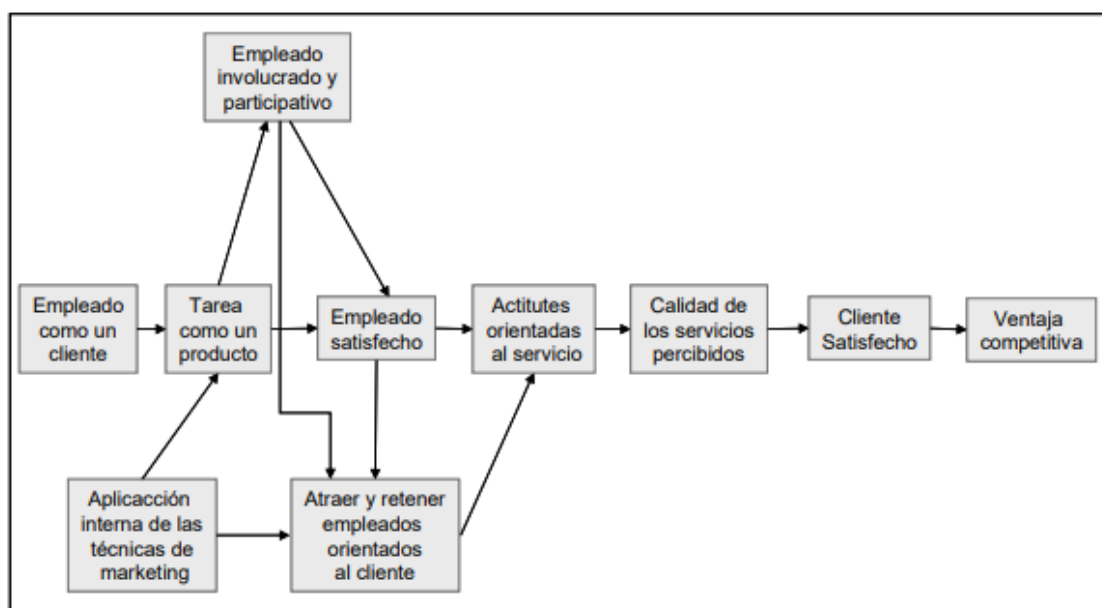 Empleado
involucrado y
participativo
Empleado
como un
cliente
Tarea
como un
producto
Empleado
satisfecho
Actitutes
orientadas
al servicio
Calidad de
los servicios
percibidos
Cliente
Satisfecho
Ventaja
competitiva
Aplicacción
interna de las
técnicas de
marketing
Atraer y retener
empleados
orientados
al cliente